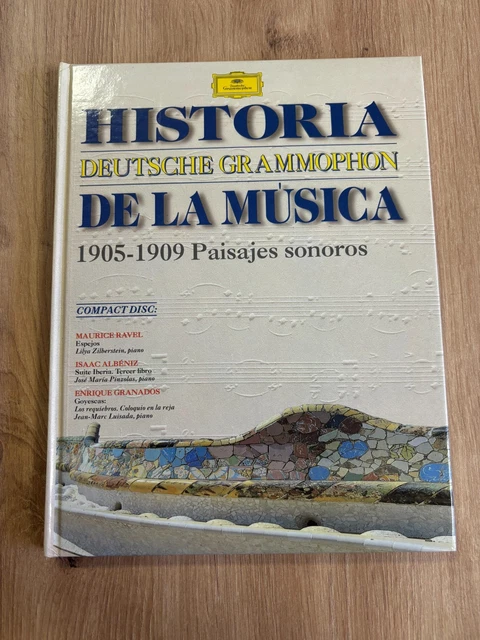 Deutsche
Grammophon
HISTORIA
DEUTSCHE GRAMMOPHON
DE LA MÚSICA
1905-1909 Paisajes sonoros
COMPACT DISC:
MAURICE RAVEL
Espejos
Lilya Zilberstein, piano
ISAAC ALBÉNIZ
Suite Iberia. Tercer libro
José María Pinzolas, piano
ENRIQUE GRANADOS
Goyescas:
Los requiebros. Coloquio en la reja
Jean-Marc Luisada, piano